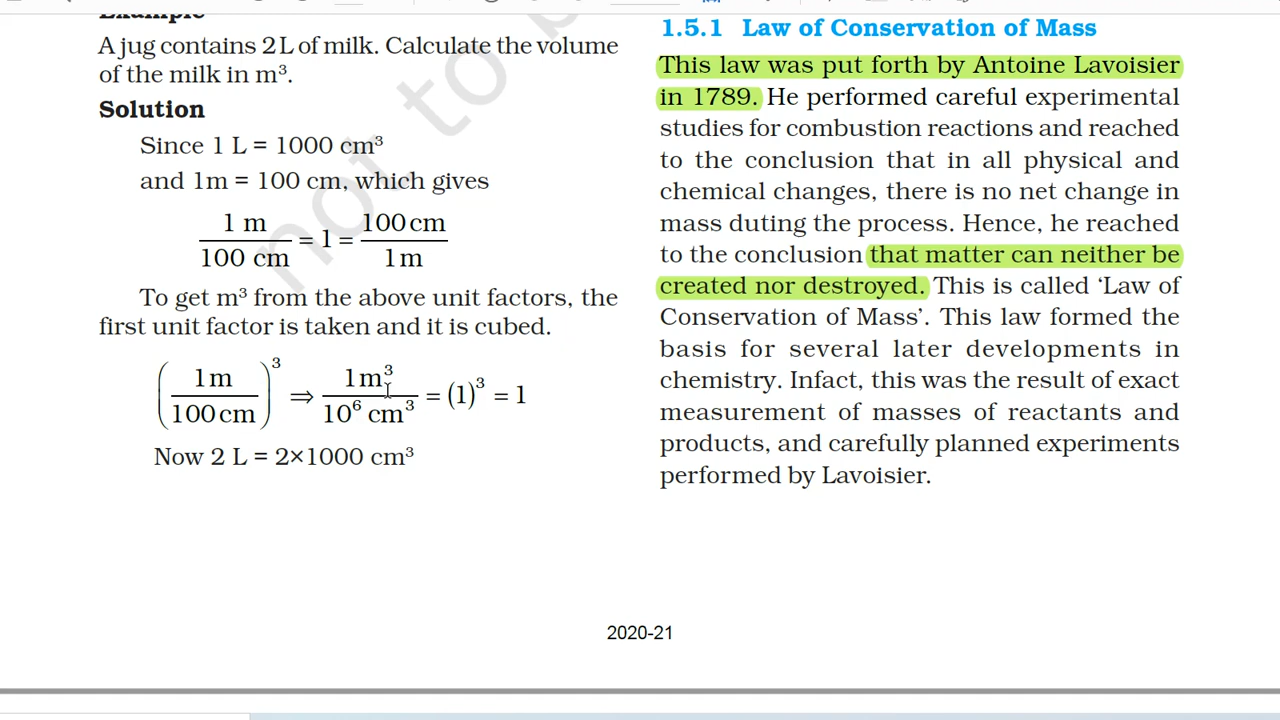 Example
A jug contains 2L of milk. Calculate the volume
of the milk in m³.
Solution
Since 1 L = 1000 cm³
and 1m = 100 cm, which gives
1 m / 100 cm = 1 = 100 cm / 1 m
To get m³ from the above unit factors, the
first unit factor is taken and it is cubed.
(1m / 100 cm)³ ⇒ 1m³ / 10⁶ cm³ = (1)³ = 1
Now 2 L = 2×1000 cm³
1.5.1 Law of Conservation of Mass
This law was put forth by Antoine Lavoisier
in 1789. He performed careful experimental
studies for combustion reactions and reached
to the conclusion that in all physical and
chemical changes, there is no net change in
mass duting the process. Hence, he reached
to the conclusion that matter can neither be
created nor destroyed. This is called ‘Law of
Conservation of Mass’. This law formed the
basis for several later developments in
chemistry. Infact, this was the result of exact
measurement of masses of reactants and
products, and carefully planned experiments
performed by Lavoisier.
not to b
2020-21